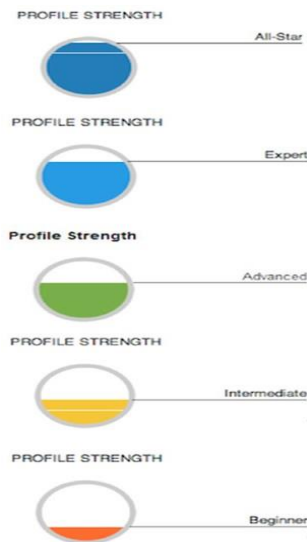 PROFILE STRENGTH
All-Star
PROFILE STRENGTH
Expert
Profile Strength
Advanced
PROFILE STRENGTH
Intermediate
PROFILE STRENGTH
Beginner